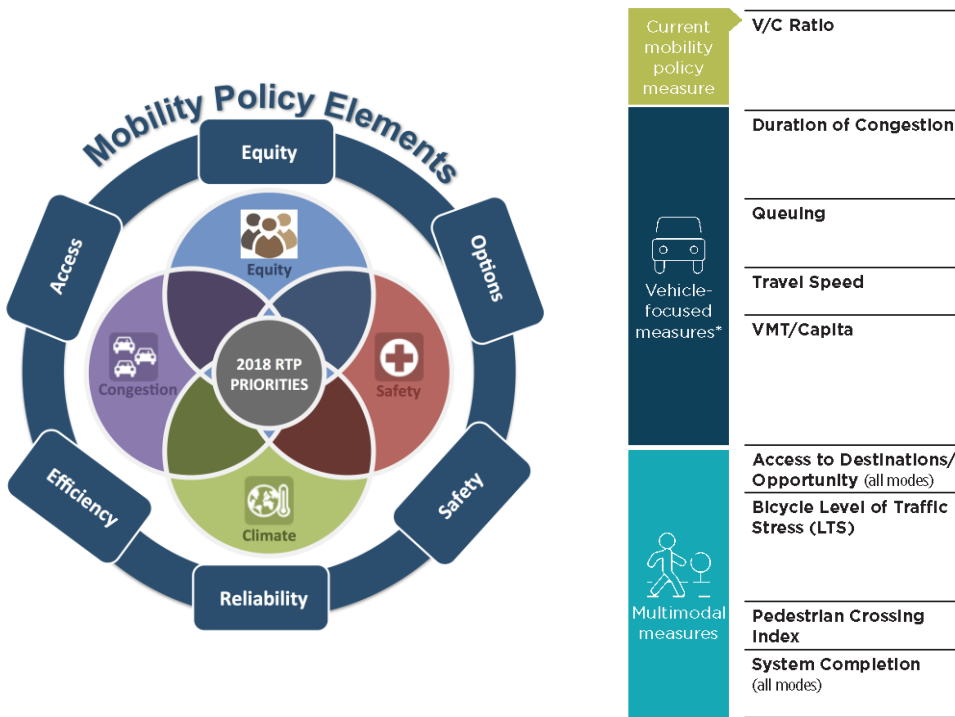 Mobility Policy Elements
Equity
Options
Safety
Reliability
Efficiency
Access
Equity
Congestion
2018 RTP
PRIORITIES
Safety
Climate
Current
mobility
policy
measure
V/C Ratio
Vehicle-
focused
measures*
Duration of Congestion
Queuing
Travel Speed
VMT/Capita
Multimodal
measures
Access to Destinations/
Opportunity (all modes)
Bicycle Level of Traffic
Stress (LTS)
Pedestrian Crossing
Index
System Completion
(all modes)